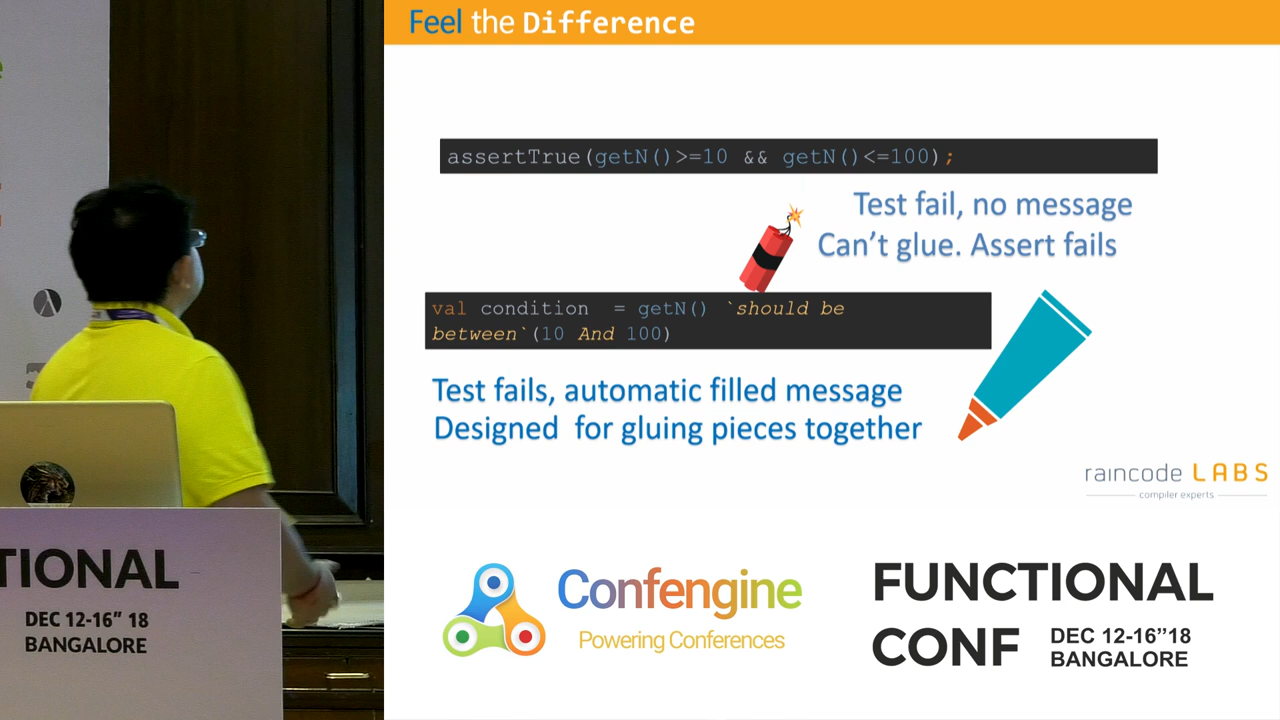 Feel the Difference
assertTrue(getN()>=10 && getN()<=100);
Test fail, no message
Can't glue. Assert fails
val condition  = getN() `should be
between`(10 And 100)
Test fails, automatic filled message
Designed  for gluing pieces together
raincode LABS
compiler experts
TIONAL
DEC 12-16" 18
BANGALORE
Confengine
Powering Conferences
FUNCTIONAL
CONF
DEC 12-16"18
BANGALORE